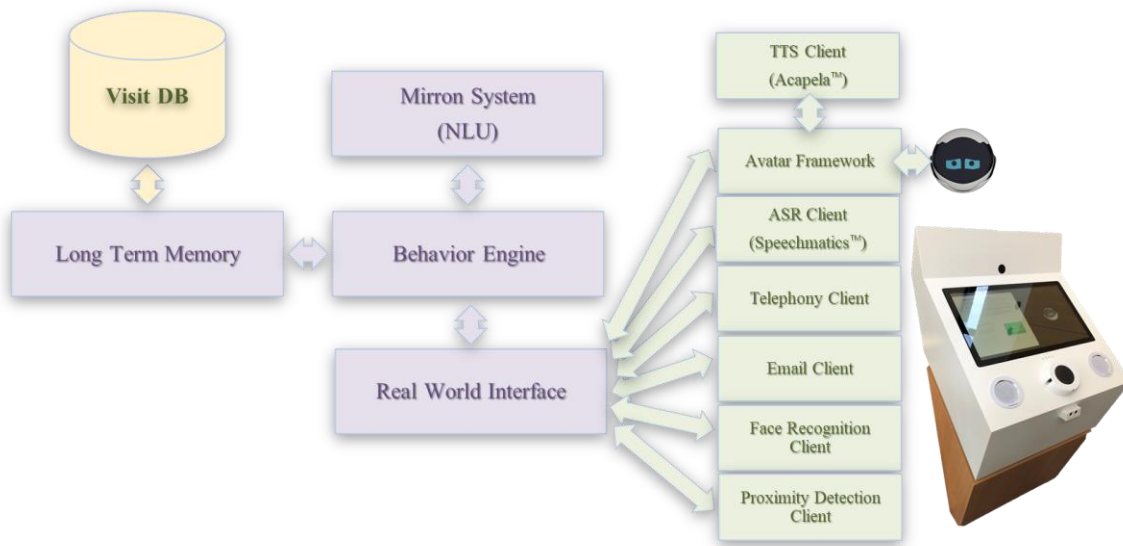 Visit DB
Long Term Memory
Mirron System
(NLU)
Behavior Engine
Real World Interface
TTS Client
(Acapela™)
Avatar Framework
ASR Client
(Speechmatics™)
Telephony Client
Email Client
Face Recognition
Client
Proximity Detection
Client